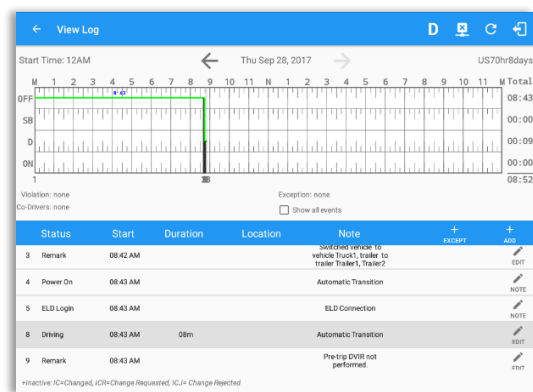 View Log D
Start Time: 12AM Thu Sep 28, 2017 US70hr8days
M 1 2 3 4 5 6 7 8 9 10 11 N 1 2 3 4 5 6 7 8 9 10 11 M Total
8:43
OFF 08:43
SB 00:00
D 00:09
ON 00:00
1 08:52
Violation: none Exception: none
Co-Drivers: none Show all events
Status Start Duration Location Note + EXCEPT + ADD
3 Remark 08:42 AM Switched vehicle to
vehicle Truck1, trailer to
trailer Trailer1, Trailer2
EDIT
4 Power On 08:43 AM Automatic Transition
NOTE
5 ELD Login 08:43 AM ELD Connection
NOTE
8 Driving 08:43 AM 08m Automatic Transition
EDIT
9 Remark 08:43 AM Pre-trip DVIR not
performed.
EDIT
+Inactive: IC=Changed, ICR=Change Requested, ICJ= Change Rejected